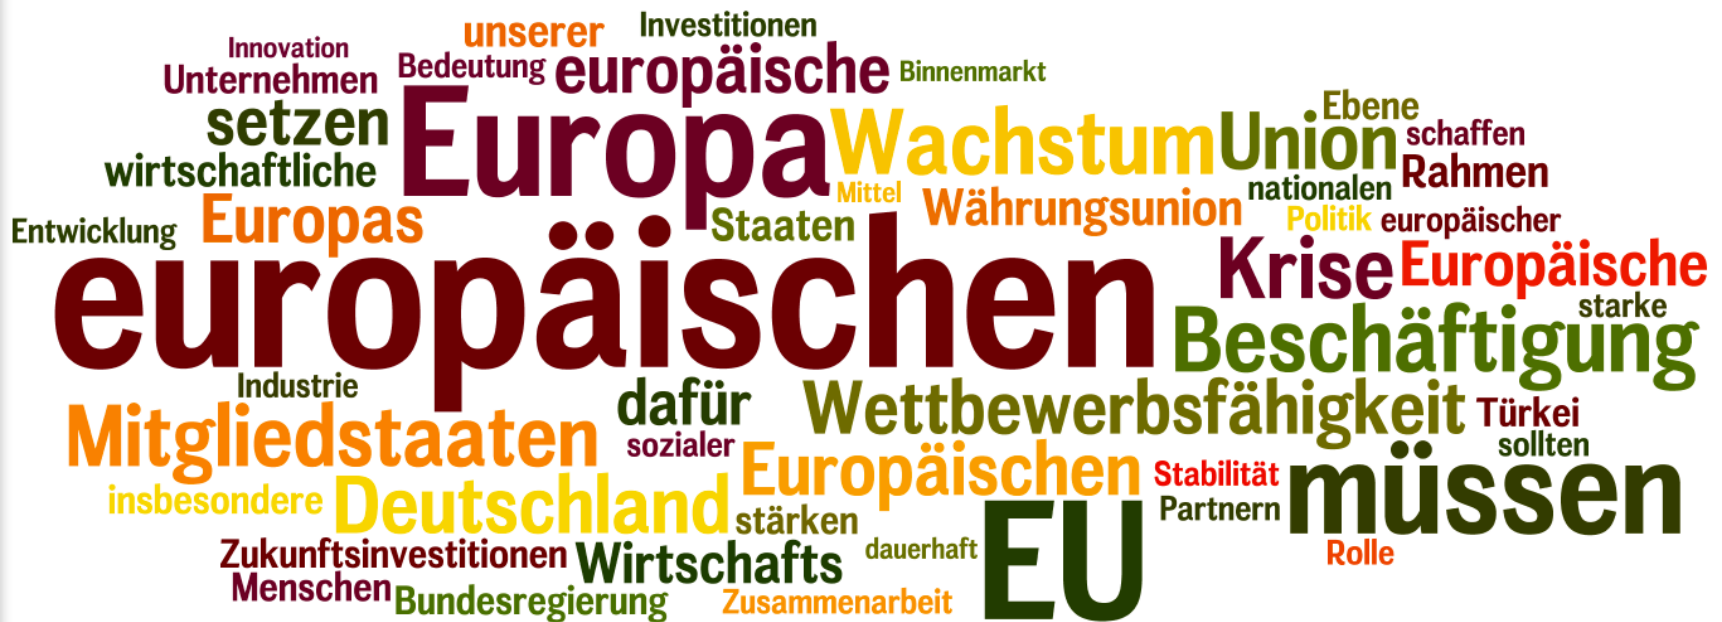 unserer
Investitionen
Innovation
Unternehmen
Bedeutung
europäische
Binnenmarkt
setzen
Europa
Wachstum
Union
Ebene
schaffen
wirtschaftliche
Mittel
Währungsunion
nationalen
Rahmen
Entwicklung
Europas
Staaten
Politik
europäischer
europäischen
Krise
Europäische
starke
Beschäftigung
Industrie
dafür
Wettbewerbsfähigkeit
Türkei
Mitgliedstaaten
sozialer
Europäischen
Stabilität
sollten
müssen
insbesondere
Deutschland
stärken
Partnern
EU
Zukunftsinvestitionen
Wirtschafts
dauerhaft
Rolle
Menschen
Bundesregierung
Zusammenarbeit